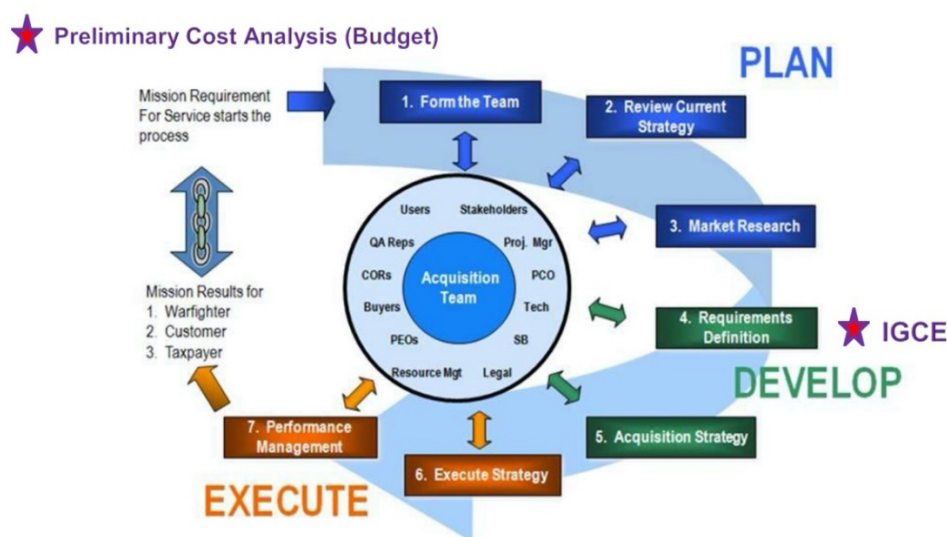 Preliminary Cost Analysis (Budget)
PLAN
Mission Requirement
For Service starts the
process
1. Form the Team
2. Review Current
Strategy
3. Market Research
4. Requirements
Definition
IGCE
DEVELOP
5. Acquisition Strategy
6. Execute Strategy
7. Performance
Management
EXECUTE
Mission Results for
1. Warfighter
2. Customer
3. Taxpayer
Users
Stakeholders
QA Reps
Proj. Mgr
CORs
PCO
Acquisition
Team
Buyers
Tech
PEOs
SB
Resource Mgt
Legal